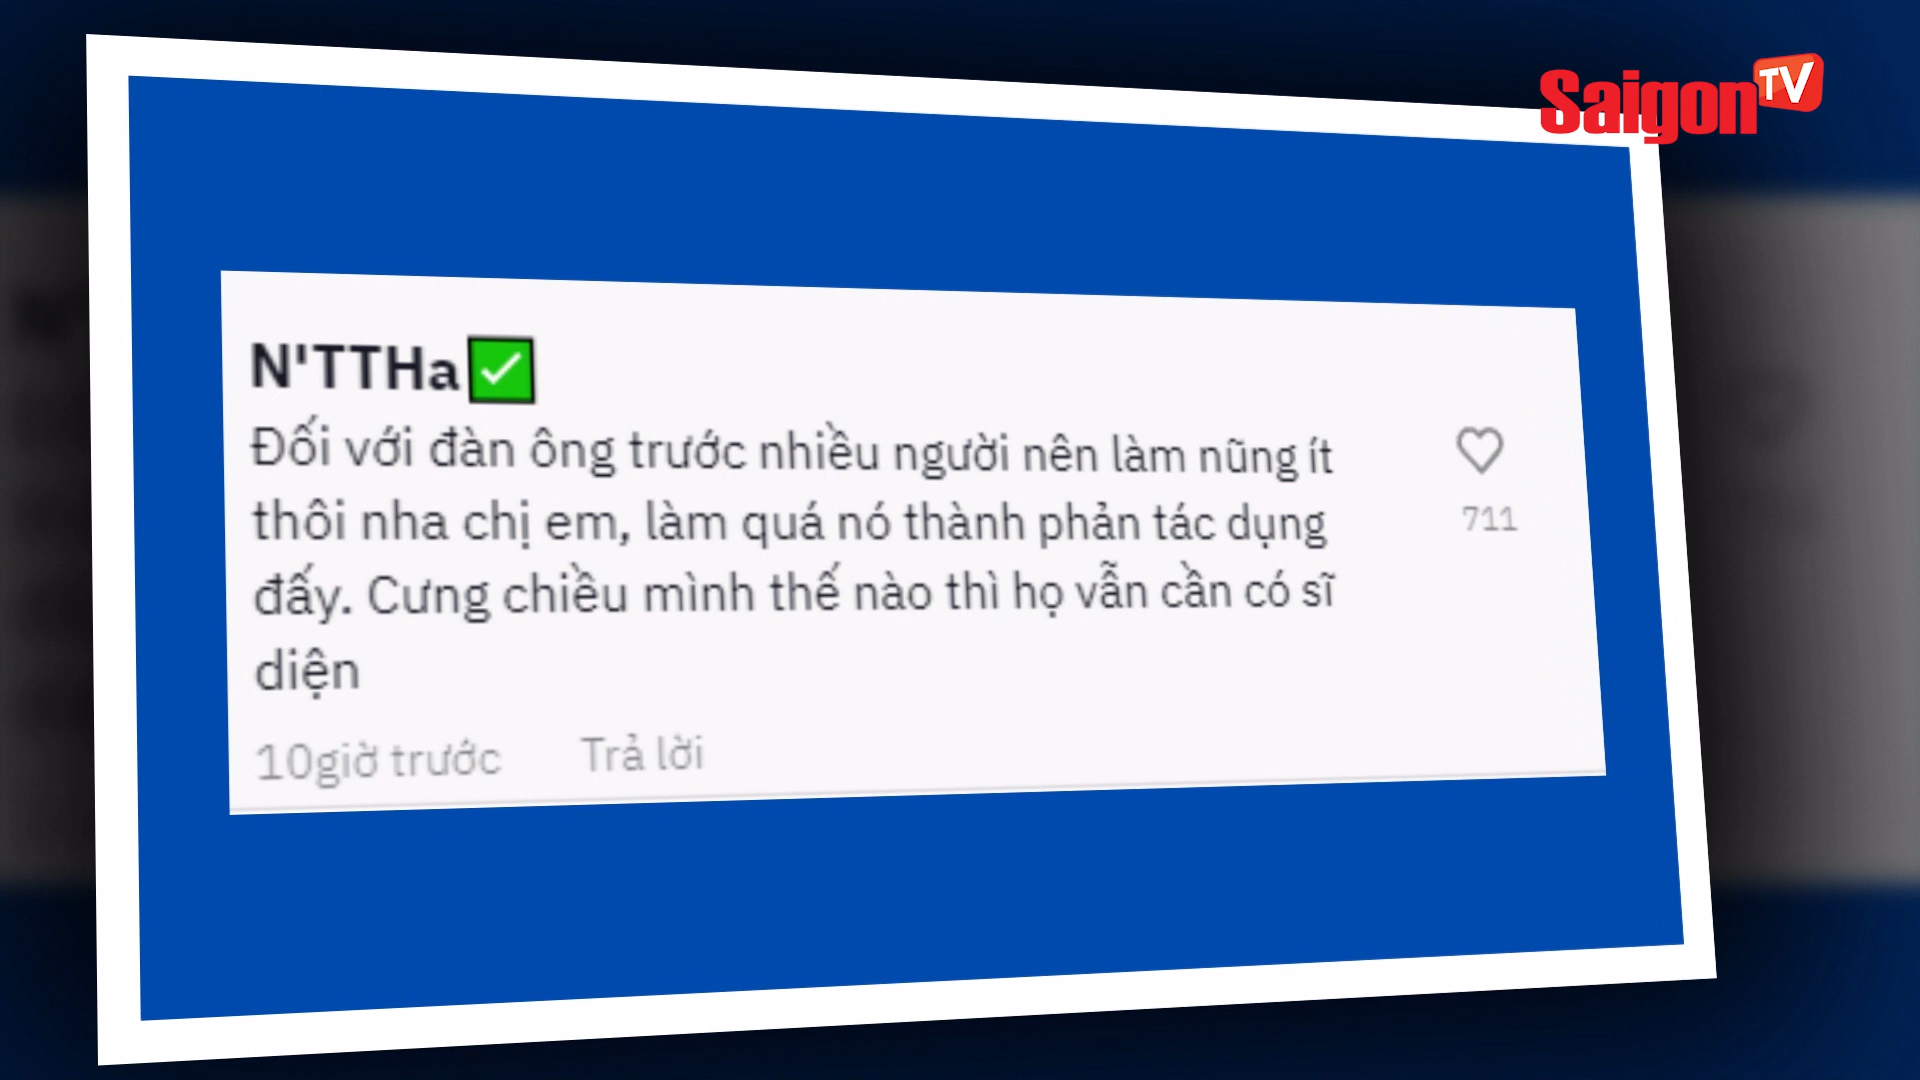 Saigon TV
N'TTHa✅
Đối với đàn ông trước nhiều người nên làm nũng ít
thôi nha chị em, làm quá nó thành phản tác dụng
đấy. Cưng chiều mình thế nào thì họ vẫn cần có sĩ
diện
711
10giờ trước Trả lời